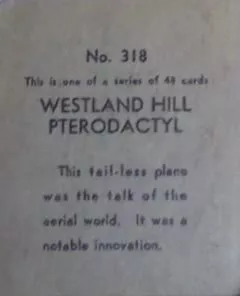 No. 318
This is one of a series of 48 cards
WESTLAND HILL
PTERODACTYL
This tail-less plane
was the talk of the
aerial world. It was a
notable innovation.